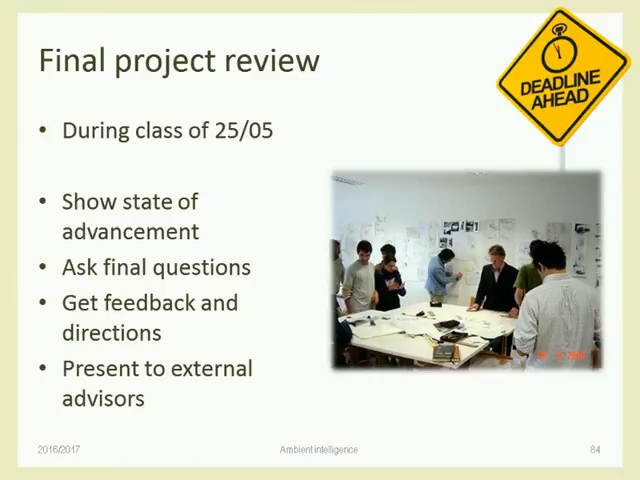 Final project review
DEADLINE
AHEAD
• During class of 25/05
• Show state of
advancement
• Ask final questions
• Get feedback and
directions
• Present to external
advisors
2016/2017
Ambient intelligence
84